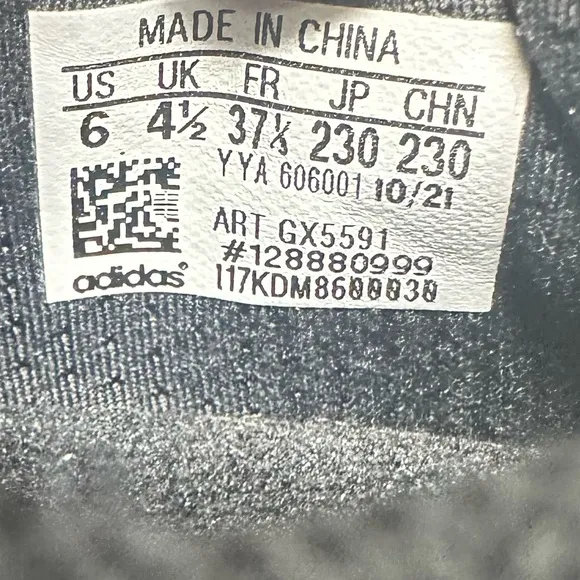 MADE IN CHINA
US UK FR JP CHN
6 4½ 37⅓ 230 230
YYA 606001 10/21
ART GX5591
#128880999
adidas® I17KDM8600030